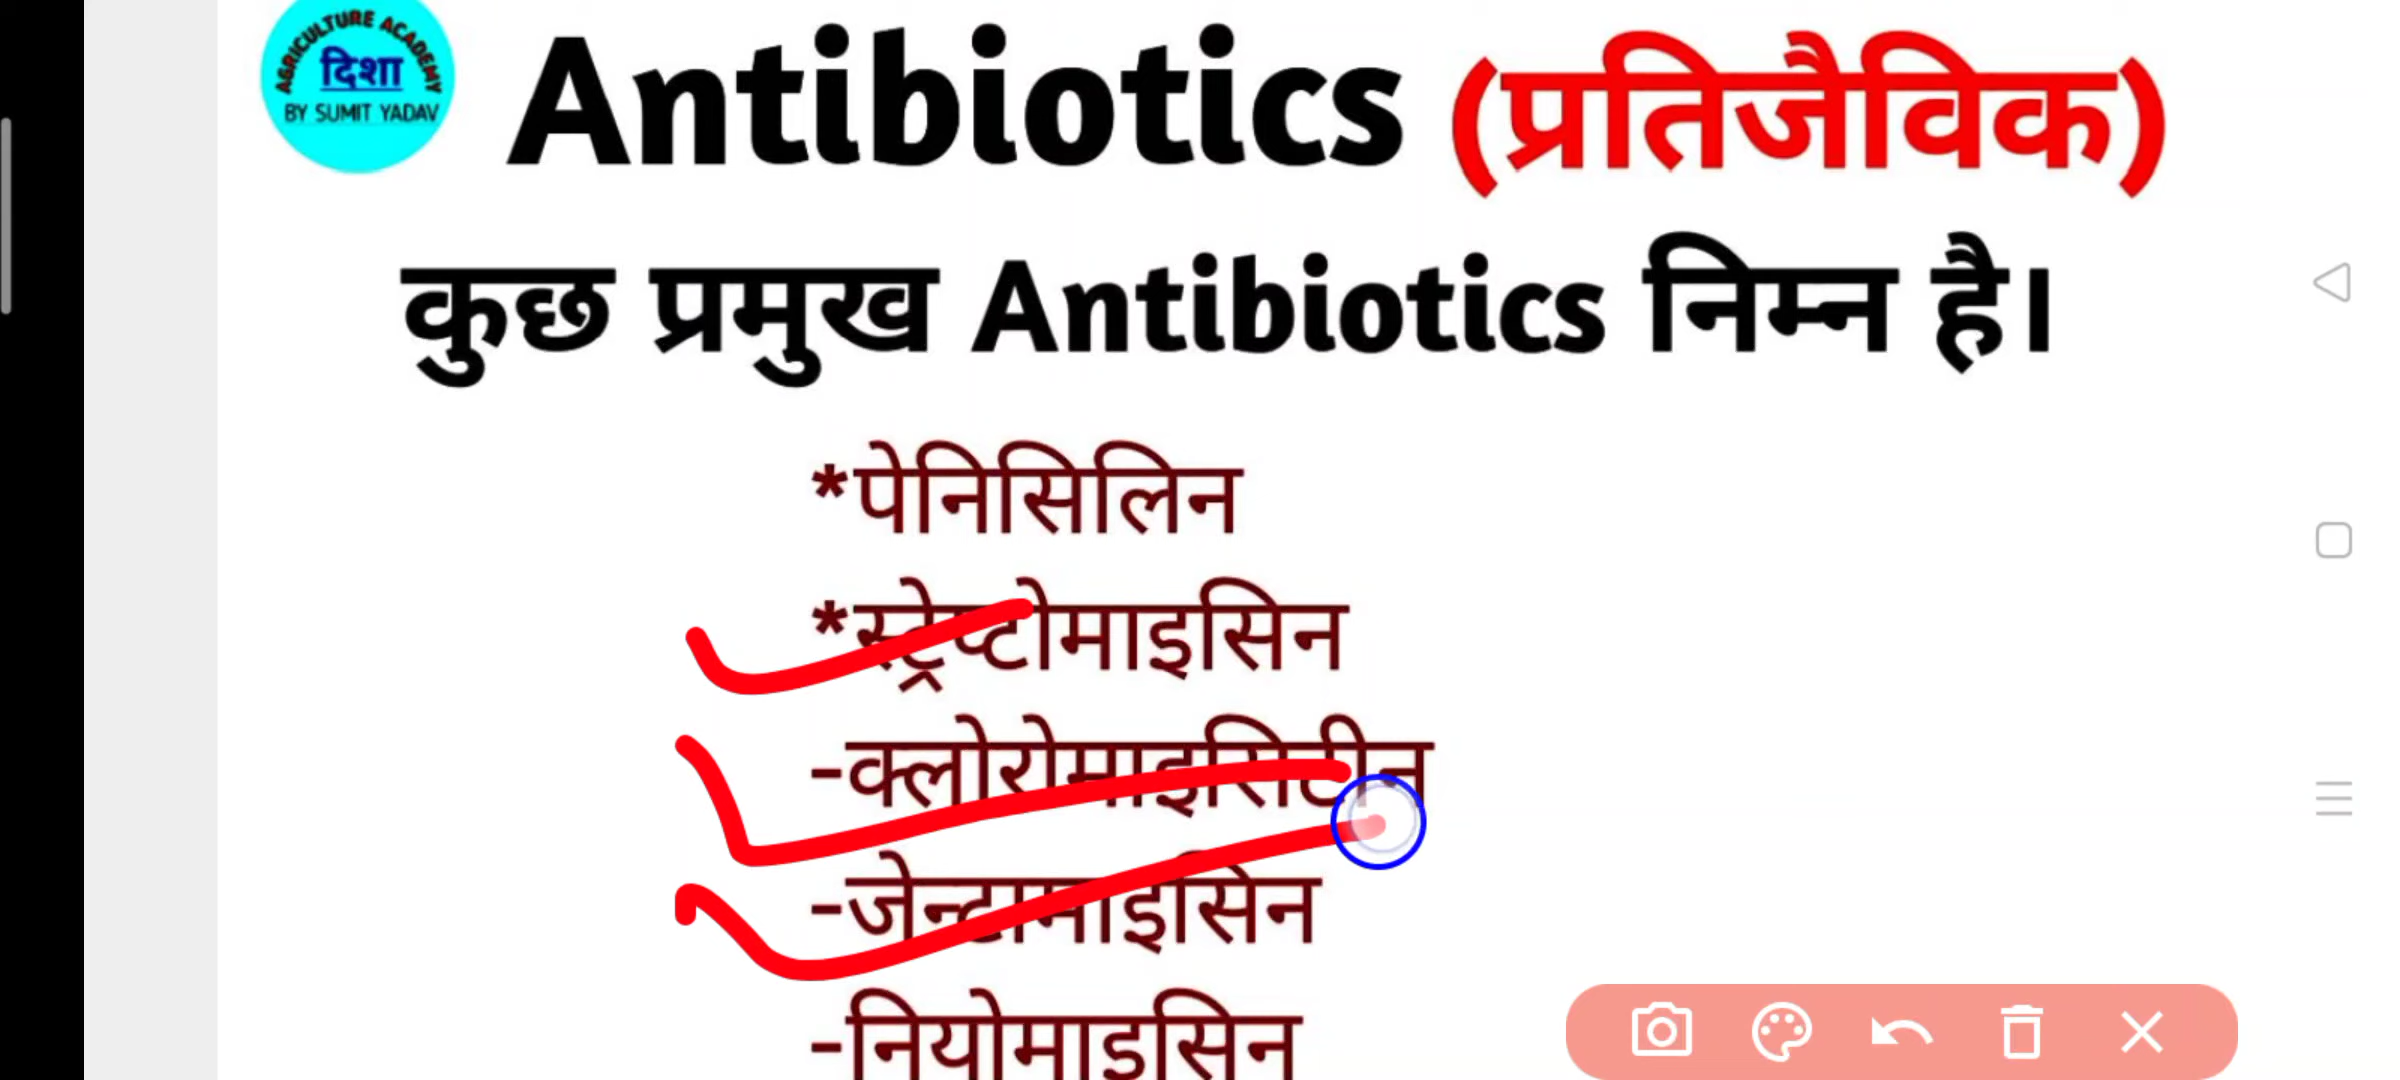 AGRICULTURE ACADEMY
दिशा
BY SUMIT YADAV
Antibiotics (प्रतिजैविक)
कुछ प्रमुख Antibiotics निम्न है।
*पेनिसिलिन
*स्ट्रेप्टोमाइसिन
-क्लोरोमाइसिटीन
-जेन्टामाइसिन
-नियोमाइसिन